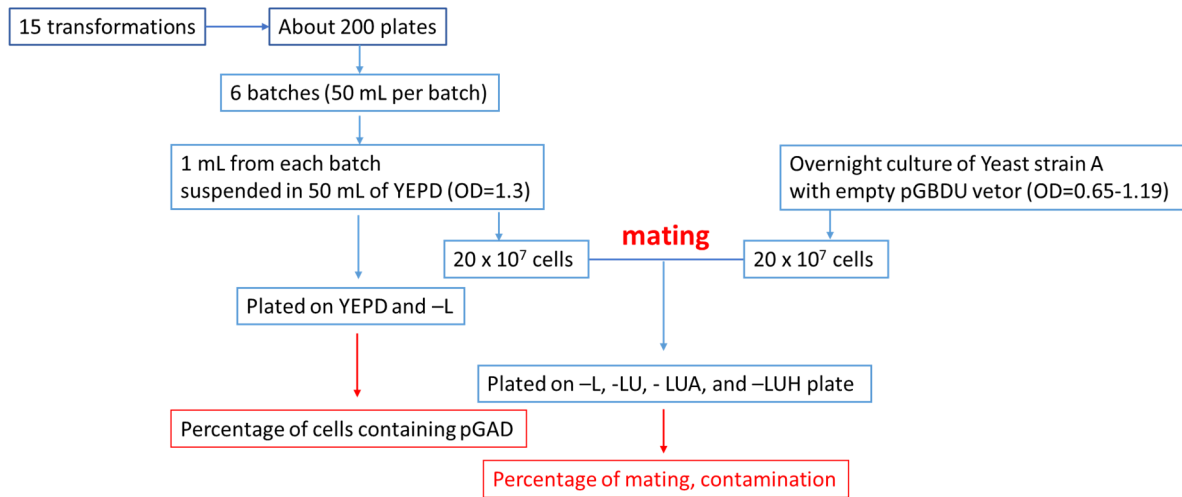 15 transformations
About 200 plates
6 batches (50 mL per batch)
1 mL from each batch
suspended in 50 mL of YEPD (OD=1.3)
Overnight culture of Yeast strain A
with empty pGBDU vetor (OD=0.65-1.19)
mating
20 x 10⁷ cells
20 x 10⁷ cells
Plated on YEPD and –L
Plated on –L, -LU, - LUA, and –LUH plate
Percentage of cells containing pGAD
Percentage of mating, contamination